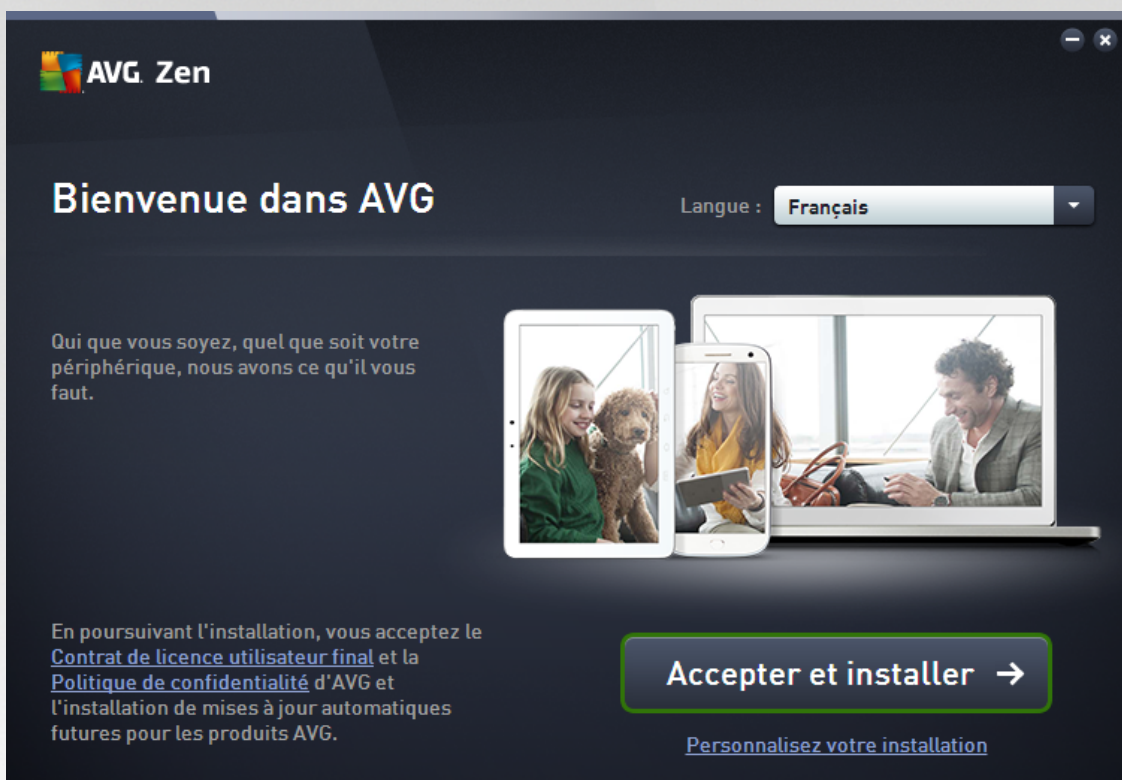 AVG. Zen
Bienvenue dans AVG
Langue :
Français
Qui que vous soyez, quel que soit votre
périphérique, nous avons ce qu'il vous
faut.
En poursuivant l'installation, vous acceptez le
Contrat de licence utilisateur final et la
Politique de confidentialité d'AVG et
l'installation de mises à jour automatiques
futures pour les produits AVG.
Accepter et installer →
Personnalisez votre installation